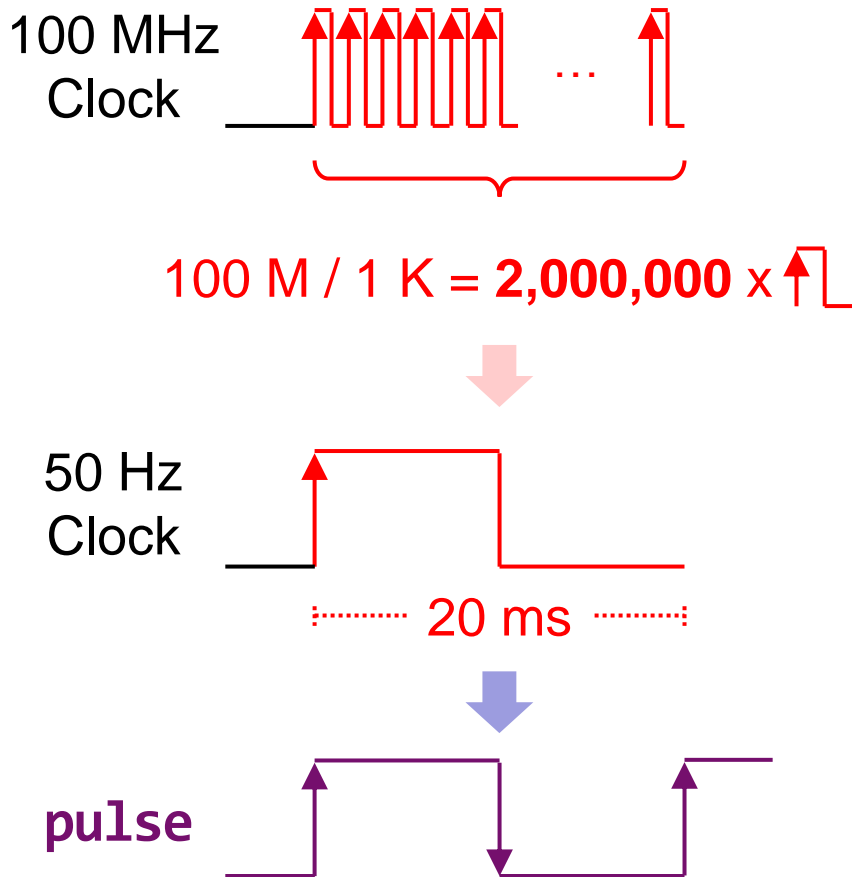 100 MHz
Clock
...
100 M / 1 K = 2,000,000 x
50 Hz
Clock
20 ms
pulse